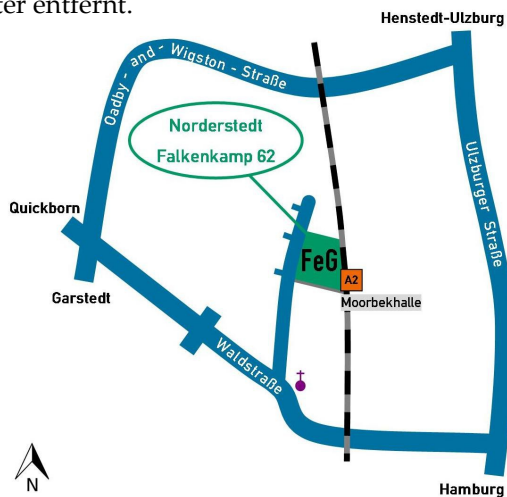 ter entfernt.
Henstedt-Ulzburg
Oadby - and - Wigston - Straße
Norderstedt
Falkenkamp 62
Ulzburger Straße
Quickborn
FeG
A2
Garstedt
Moorbekhalle
Waldstraße
N
Hamburg